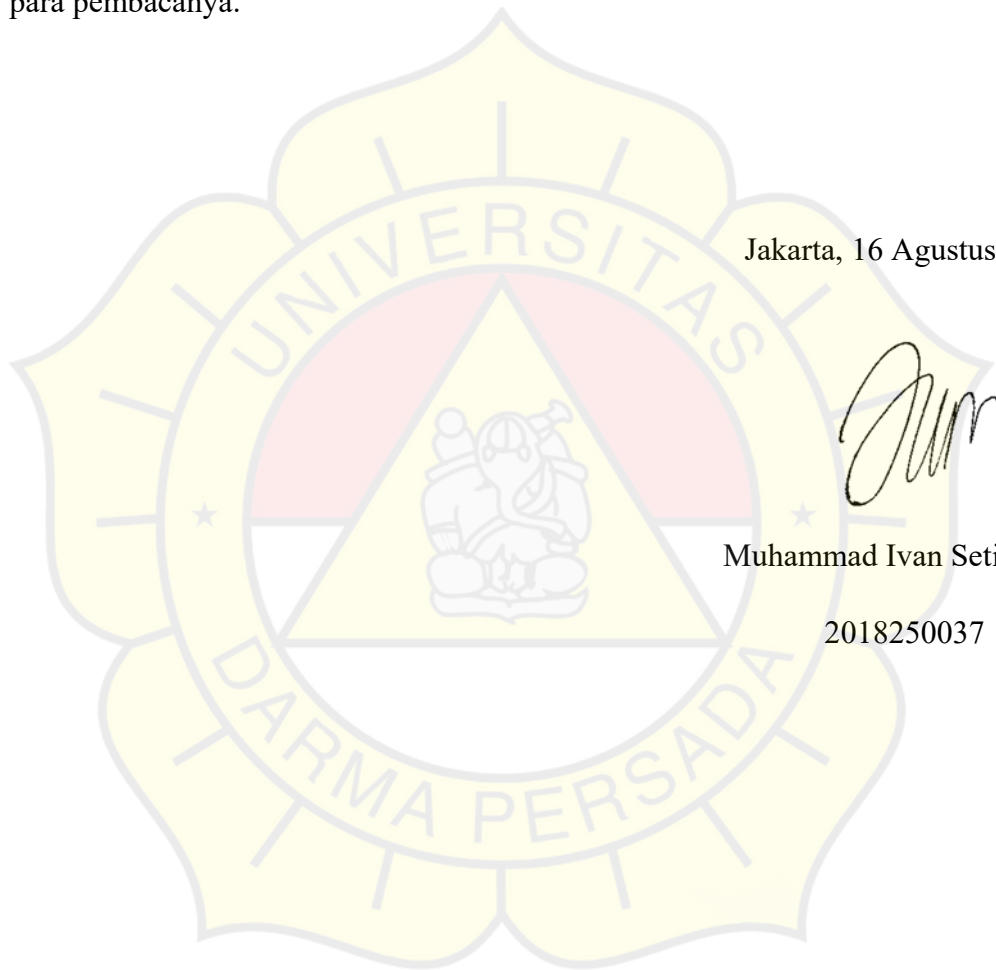 para pembacanya.
UNIVERSITAS
Jakarta, 16 Agustus
Muhammad Ivan Seti
2018250037
DARMA PERSADA